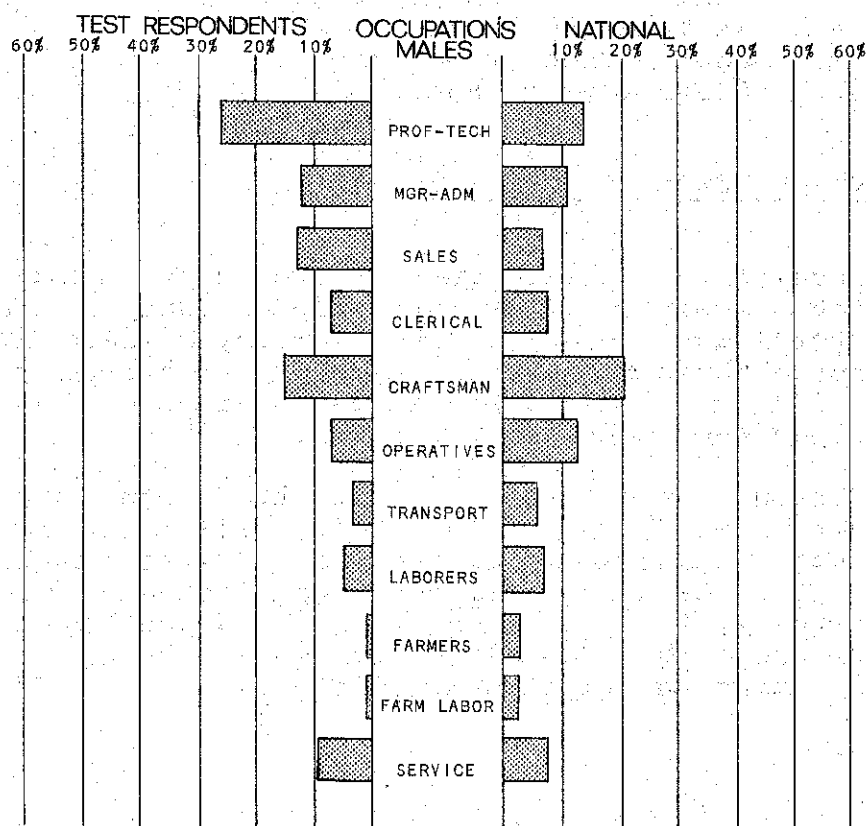 TEST RESPONDENTS OCCUPATIONS NATIONAL
MALES
60% 50% 40% 30% 20% 10% 10% 20% 30% 40% 50% 60%
PROF-TECH
MGR-ADM
SALES
CLERICAL
CRAFTSMAN
OPERATIVES
TRANSPORT
LABORERS
FARMERS
FARM LABOR
SERVICE